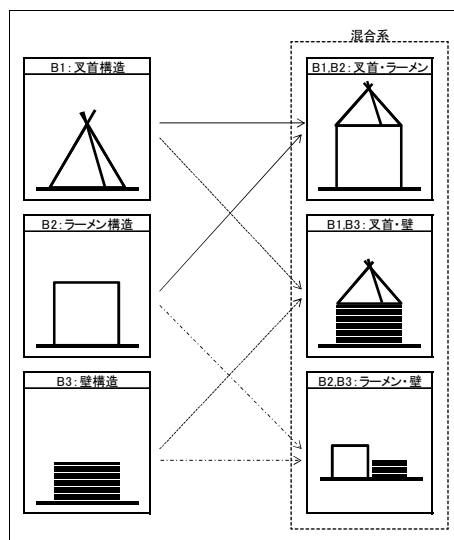 混合系
B1:叉首構造
B1,B2:叉首・ラーメン
B2:ラーメン構造
B1,B3:叉首・壁
B3:壁構造
B2,B3:ラーメン・壁